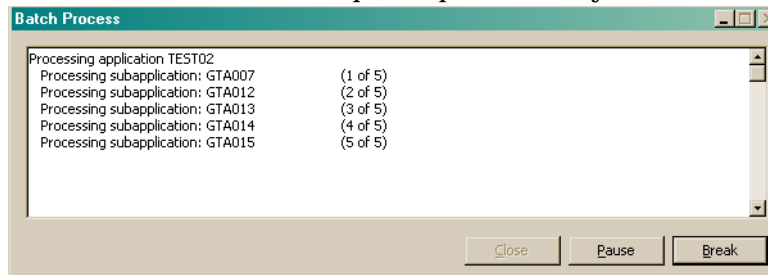 Batch Process
Processing application TEST02
Processing subapplication: GTA007 (1 of 5)
Processing subapplication: GTA012 (2 of 5)
Processing subapplication: GTA013 (3 of 5)
Processing subapplication: GTA014 (4 of 5)
Processing subapplication: GTA015 (5 of 5)
Close Pause Break